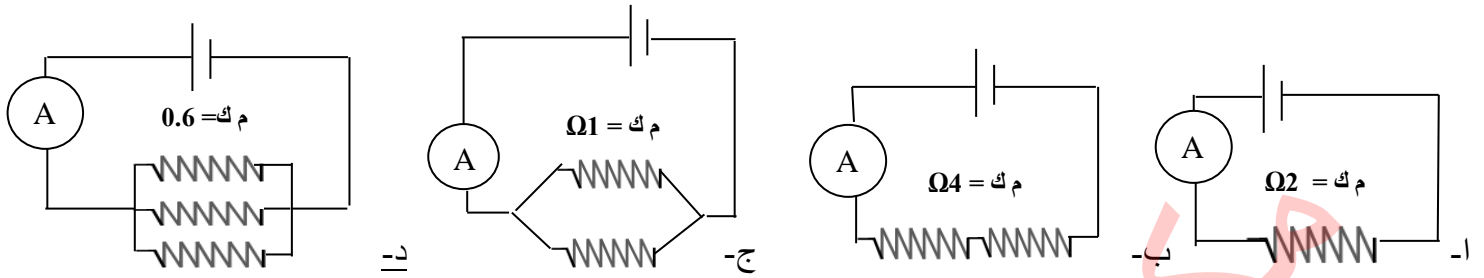 أ-
A
م ك = Ω2
ب-
A
م ك = Ω4
ج-
A
م ك = Ω1
د-
A
م ك= 0.6